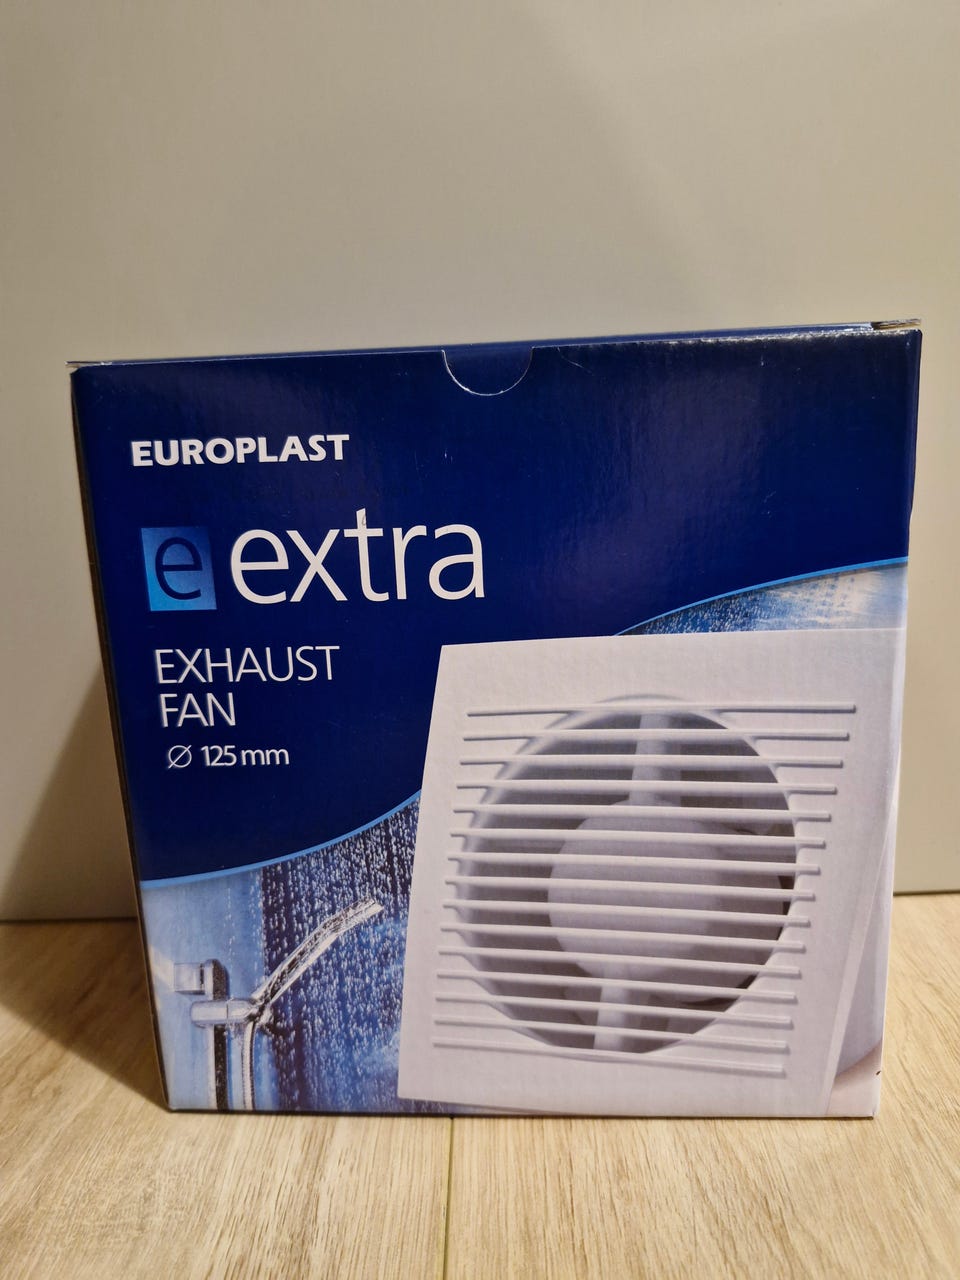 EUROPLAST
e extra
EXHAUST
FAN
⌀ 125 mm